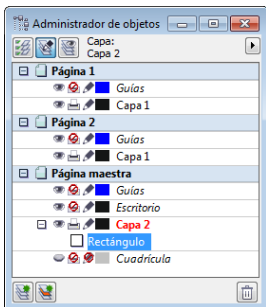 Administrador de objetos
Capa:
Capa 2
Página 1
Guías
Capa 1
Página 2
Guías
Capa 1
Página maestra
Guías
Escritorio
Capa 2
Rectángulo
Cuadrícula